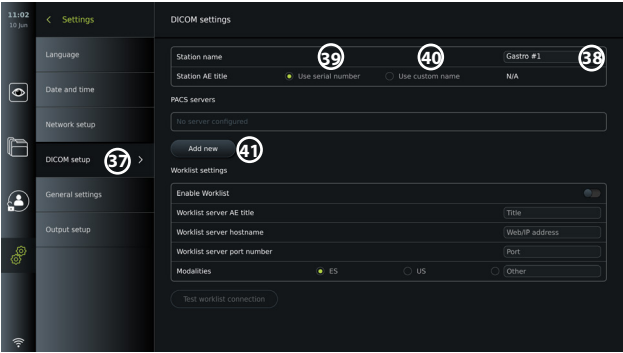 11:02
10 Jun
Settings
Language
Date and time
Network setup
DICOM setup 37
General settings
Output setup
DICOM settings
39 40
Station name Gastro #1 38
Station AE title Use serial number Use custom name N/A
PACS servers
No server configured
Add new 41
Worklist settings
Enable Worklist
Worklist server AE title Title
Worklist server hostname Web/IP address
Worklist server port number Port
Modalities ES US Other
Test worklist connection